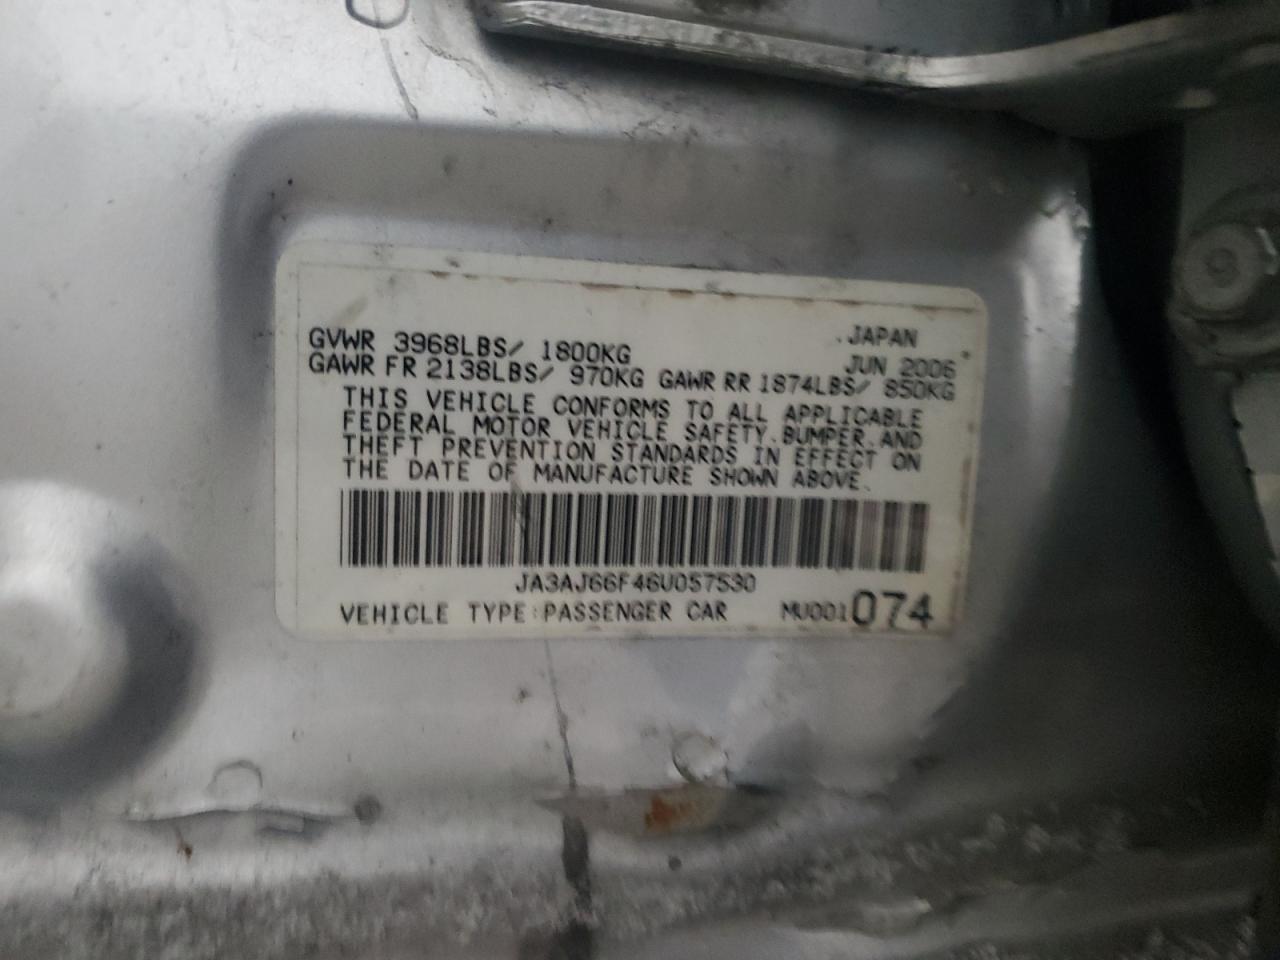 GVWR 3968LBS/ 1800KG JAPAN
JUN 2006
GAWR FR 2138LBS/ 970KG GAWR RR 1874LBS/ 850KG
THIS VEHICLE CONFORMS TO ALL APPLICABLE
FEDERAL MOTOR VEHICLE SAFETY, BUMPER, AND
THEFT PREVENTION STANDARDS IN EFFECT ON
THE DATE OF MANUFACTURE SHOWN ABOVE.
JA3AJ66F46U057530
VEHICLE TYPE:PASSENGER CAR MU001074